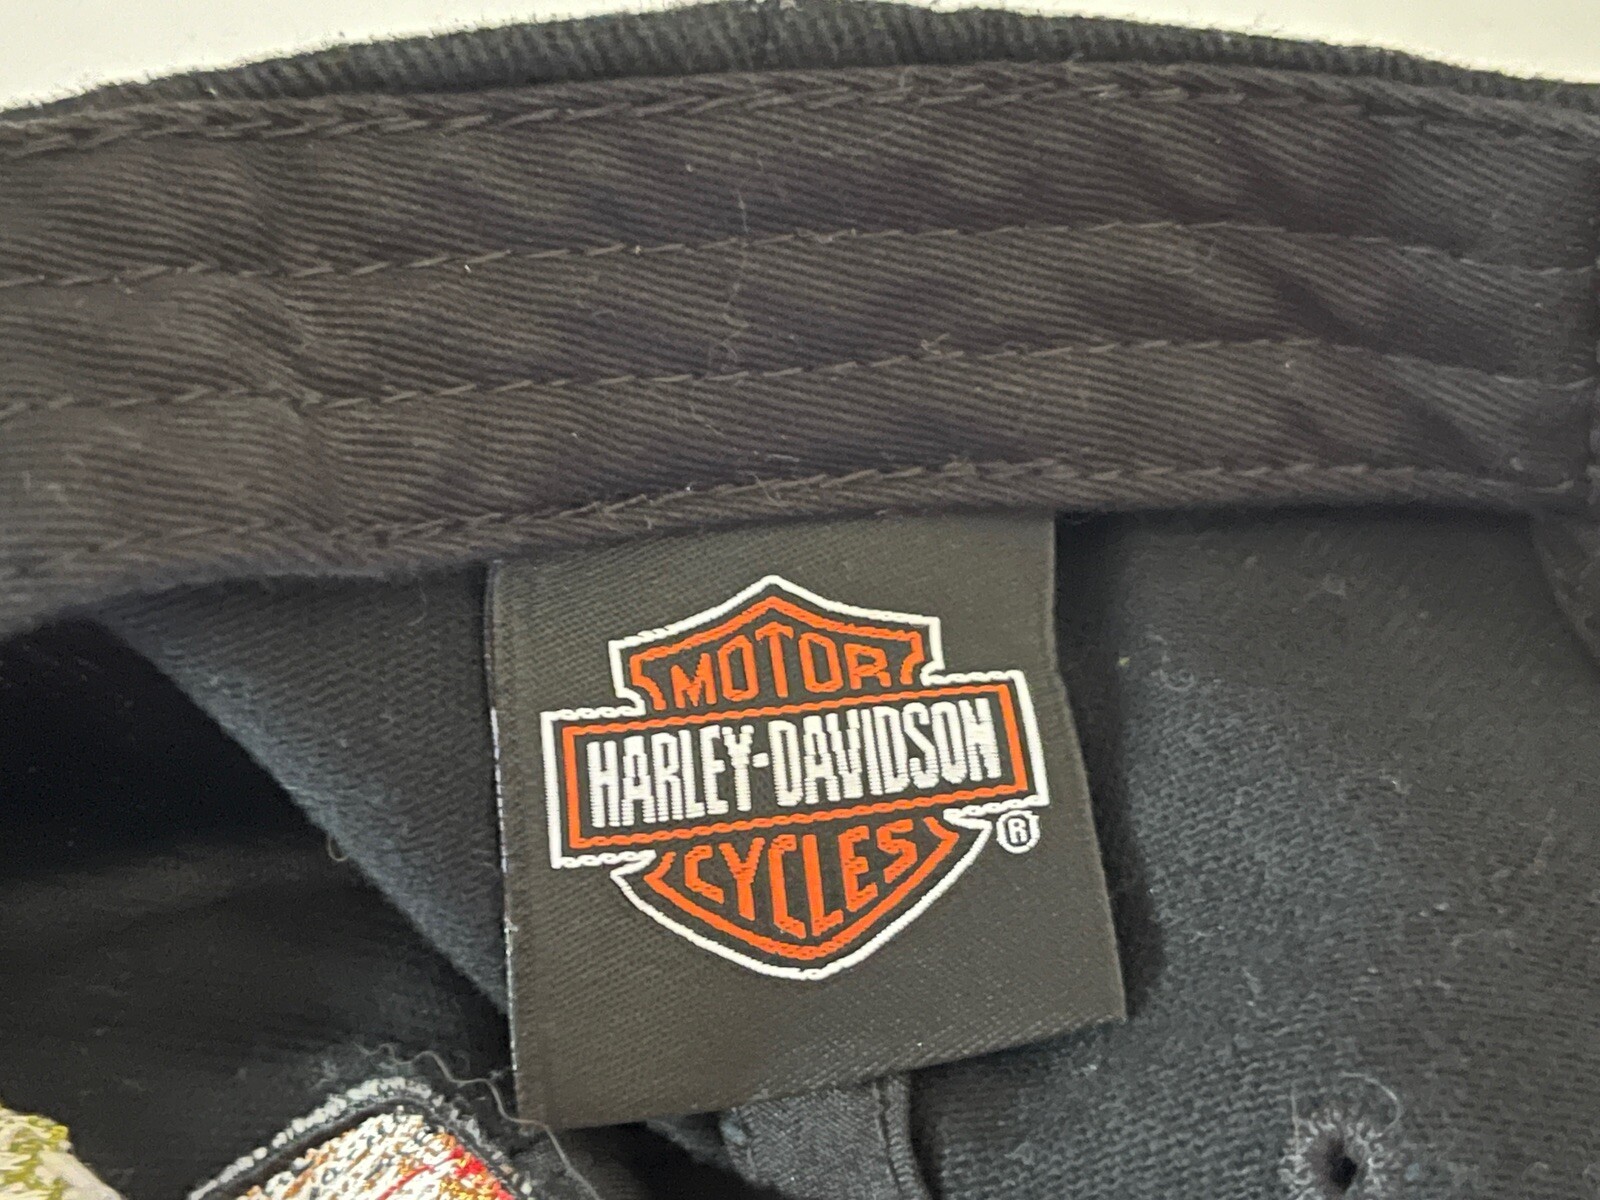 MOTOR
HARLEY-DAVIDSON
CYCLES
®